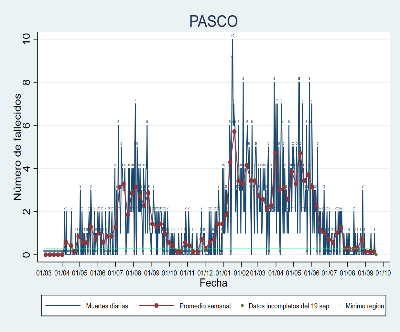 PASCO
Número de fallecidos
10
8
6
4
2
0
01/03 01/04 01/05 01/06 01/07 01/08 01/09 01/10 01/11 01/12 01/01 01/02 01/03 01/04 01/05 01/06 01/07 01/08 01/09 01/10
Fecha
Muertes diarias Promedio semanal Datos incompletos del 19 sep Mínimo region